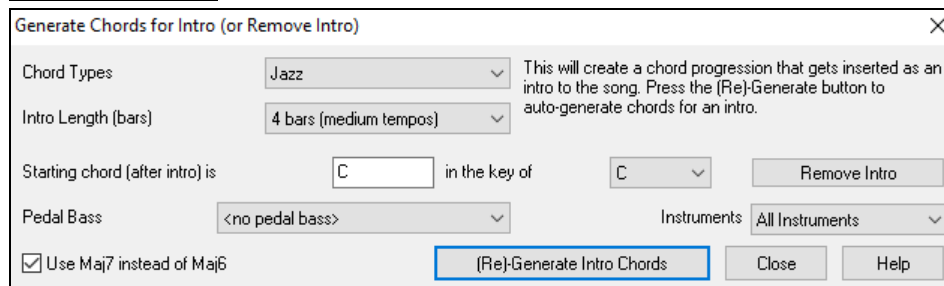 Generate Chords for Intro (or Remove Intro)
Chord Types Jazz This will create a chord progression that gets inserted as an
intro to the song. Press the (Re)-Generate button to
auto-generate chords for an intro.
Intro Length (bars) 4 bars (medium tempos)
Starting chord (after intro) is C in the key of C Remove Intro
Pedal Bass <no pedal bass> Instruments All Instruments
Use Maj7 instead of Maj6 (Re)-Generate Intro Chords Close Help